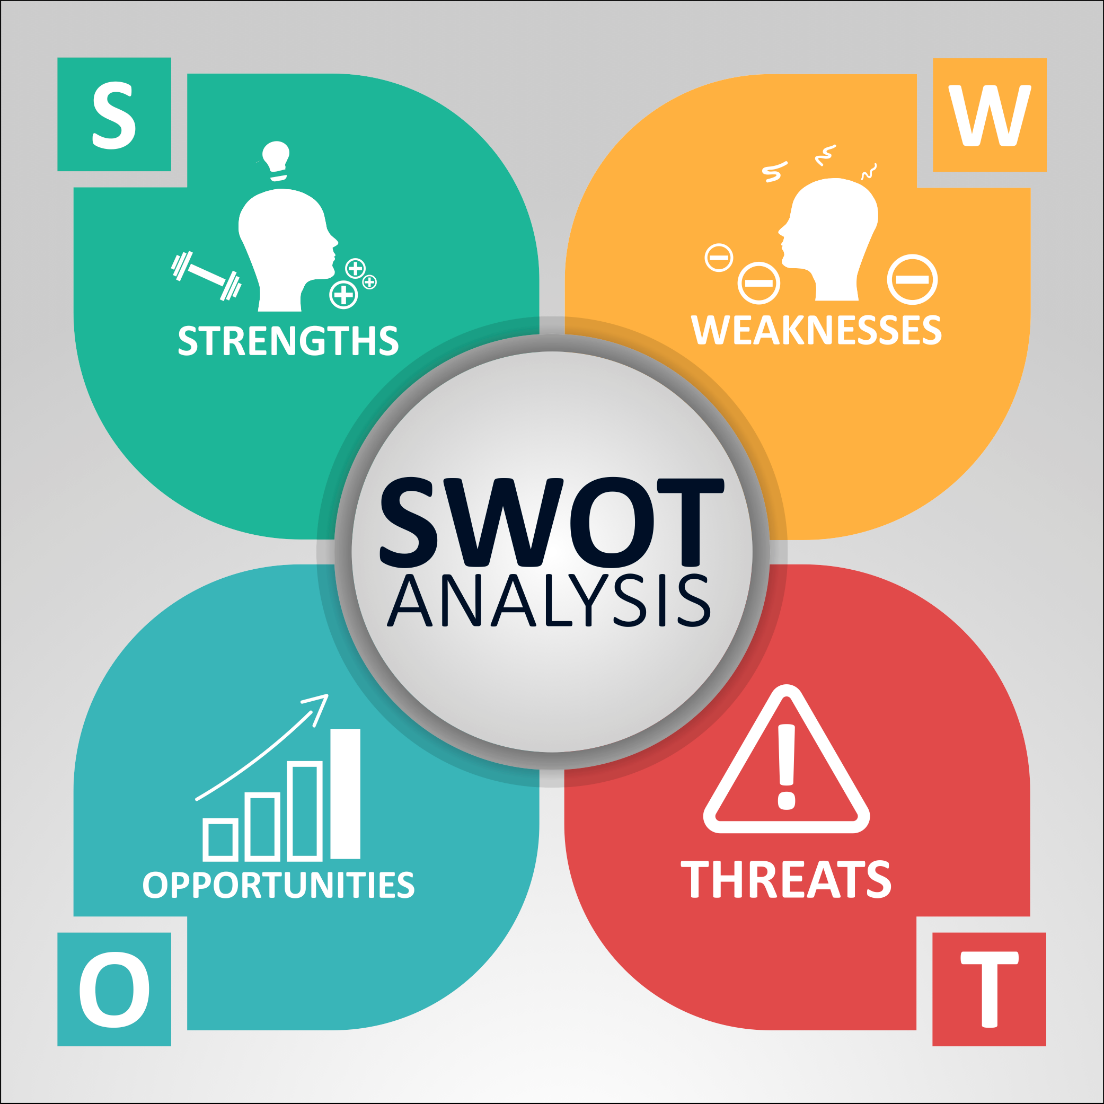 S
W
STRENGTHS
WEAKNESSES
SWOT
ANALYSIS
OPPORTUNITIES
THREATS
O
T